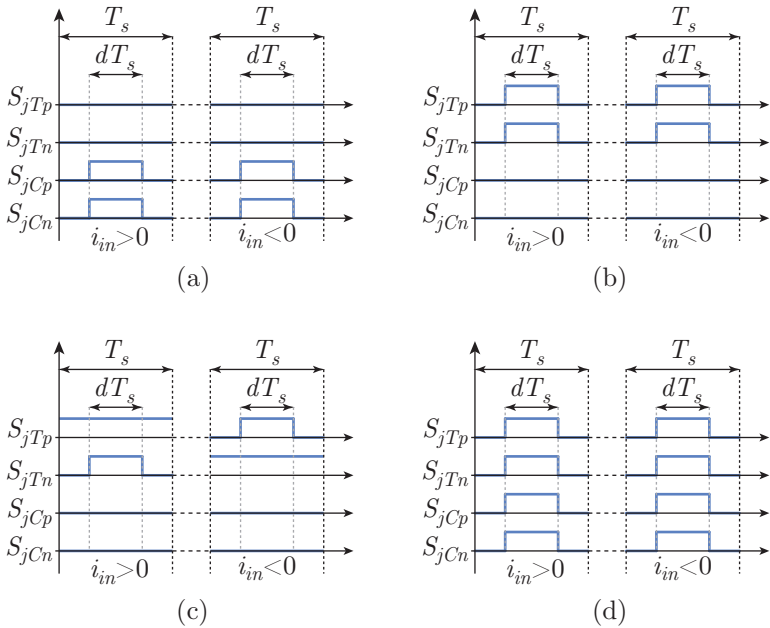 T_s T_s
dT_s dT_s
S_jTp
S_jTn
S_jCp
S_jCn
i_in>0 i_in<0
(a)
T_s T_s
dT_s dT_s
S_jTp
S_jTn
S_jCp
S_jCn
i_in>0 i_in<0
(b)
T_s T_s
dT_s dT_s
S_jTp
S_jTn
S_jCp
S_jCn
i_in>0 i_in<0
(c)
T_s T_s
dT_s dT_s
S_jTp
S_jTn
S_jCp
S_jCn
i_in>0 i_in<0
(d)